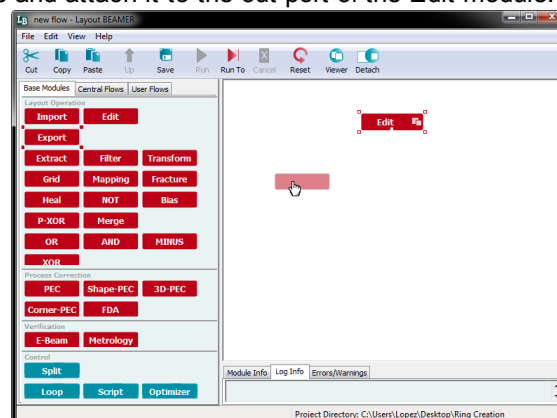 and attach it to the out port of the Edit module.
LB new flow - Layout BEAMER
File Edit View Help
Cut Copy Paste Up Save Run Run To Cancel Reset Viewer Detach
Base Modules Central Flows User Flows
Layout Operation
Import Edit
Export
Extract Filter Transform
Grid Mapping Fracture
Heal NOT Bias
P-XOR Merge
OR AND MINUS
XOR
Process Correction
PEC Shape-PEC 3D-PEC
Corner-PEC FDA
Verification
E-Beam Metrology
Control
Split
Loop Script Optimizer
Edit
Module Info Log Info Errors/Warnings
Project Directory: C:\Users\Lopez\Desktop\Ring Creation